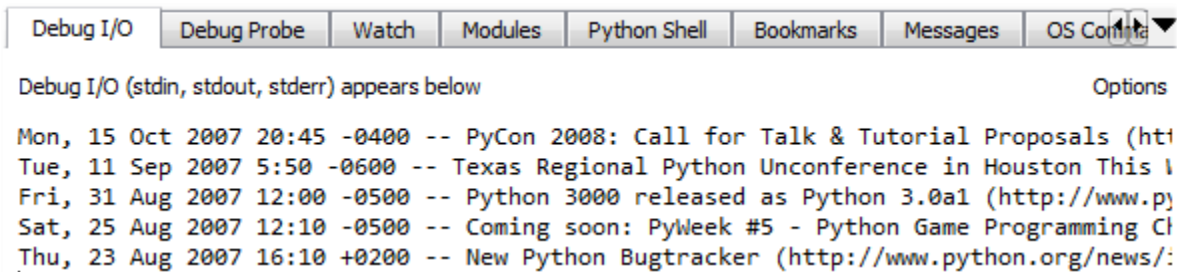 Debug I/O Debug Probe Watch Modules Python Shell Bookmarks Messages OS
Debug I/O (stdin, stdout, stderr) appears below Options
Mon, 15 Oct 2007 20:45 -0400 -- PyCon 2008: Call for Talk & Tutorial Proposals
Tue, 11 Sep 2007 5:50 -0600 -- Texas Regional Python Unconference in Houston This
Fri, 31 Aug 2007 12:00 -0500 -- Python 3000 released as Python 3.0a1 (http://www.py
Sat, 25 Aug 2007 12:10 -0500 -- Coming soon: PyWeek #5 - Python Game Programming
Thu, 23 Aug 2007 16:10 +0200 -- New Python Bugtracker (http://www.python.org/news/